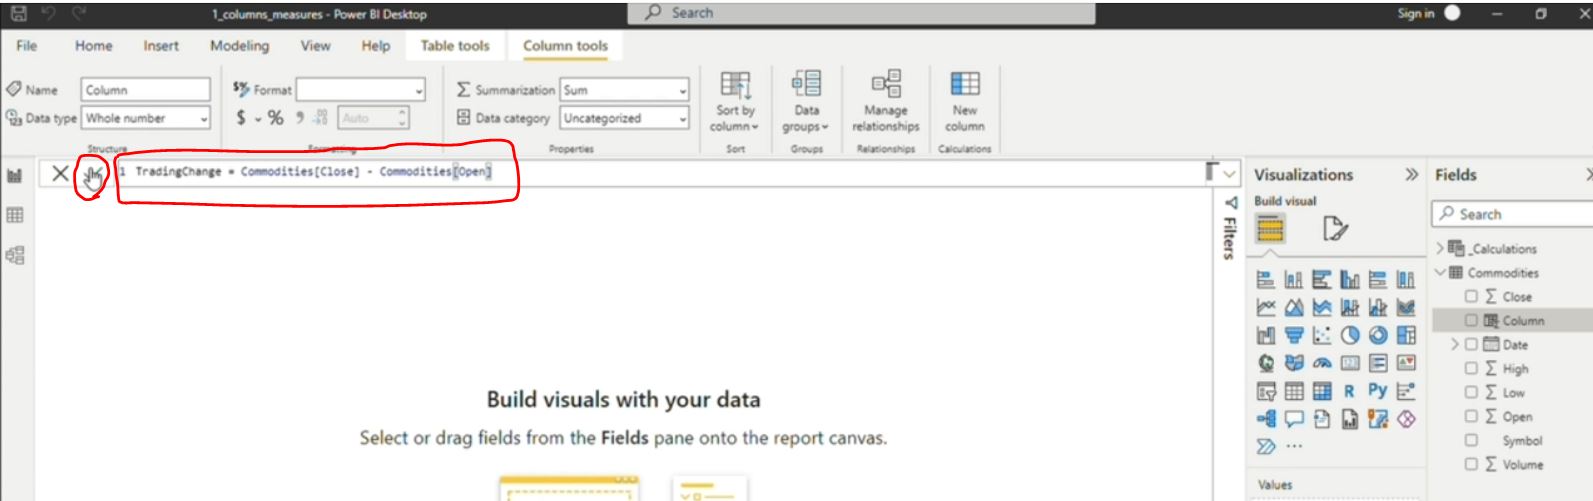 1_columns_measures - Power BI Desktop
Search
Sign in
File Home Insert Modeling View Help Table tools Column tools
Name Column
Data type Whole number
Structure
$% Format
$ % 9 .00 Auto
Formatting
Summarization Sum
Data category Uncategorized
Properties
Sort by
column
Sort
Data
groups
Groups
Manage
relationships
Relationships
New
column
Calculations
1 TradingChange = Commodities[Close] - Commodities[Open]
Build visuals with your data
Select or drag fields from the Fields pane onto the report canvas.
Filters
Visualizations
Build visual
R Py
123
...
Values
Fields
Search
_Calculations
Commodities
Close
Column
Date
High
Low
Open
Symbol
Volume